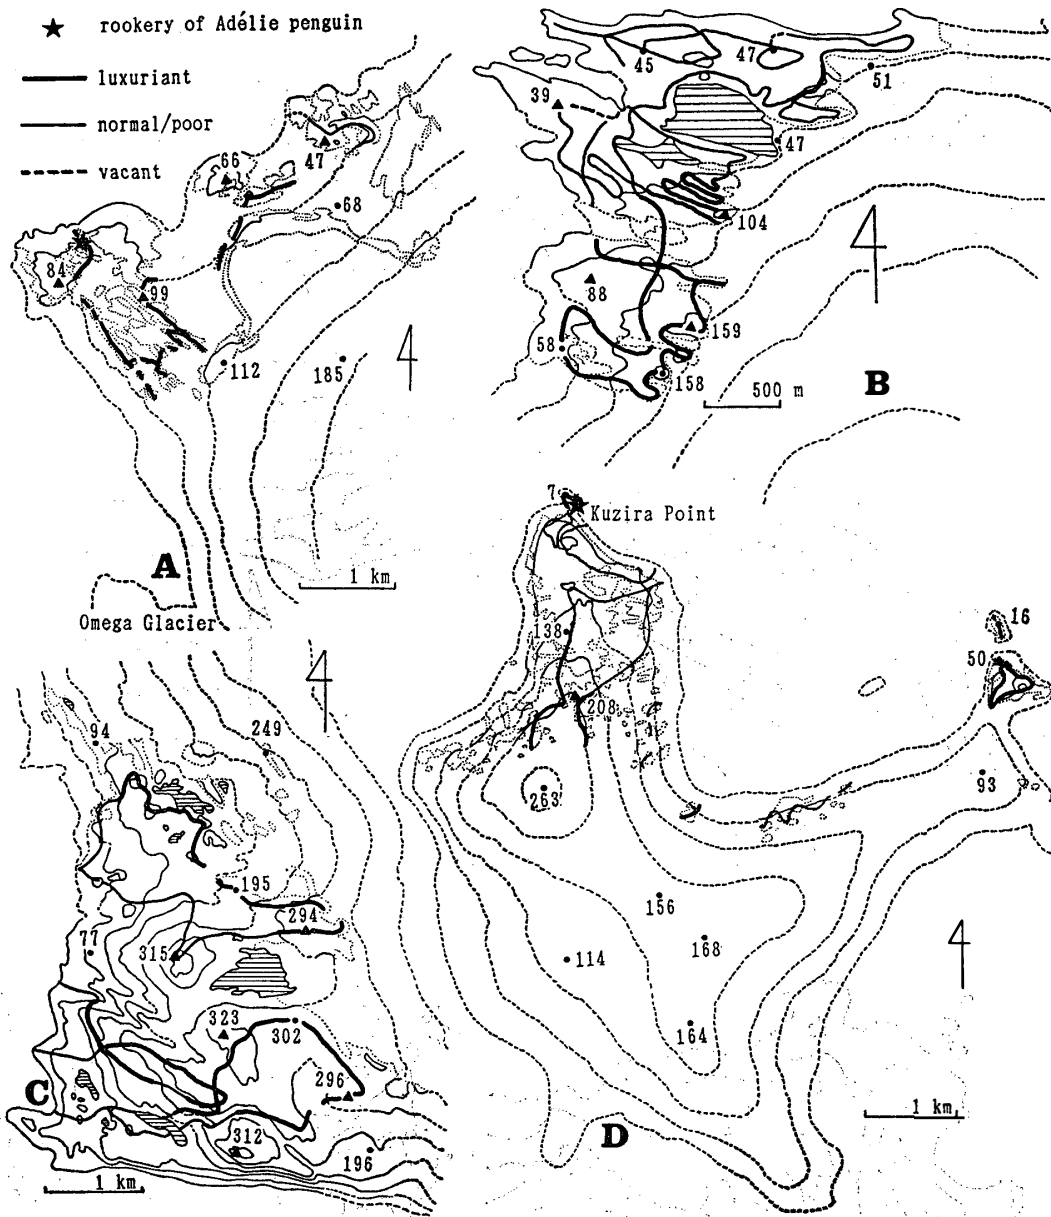 rookery of Adélie penguin
luxuriant
normal/poor
vacant
47
66
68
84
99
112
185
A
1 km
Omega Glacier
45
47
51
39
47
104
88
159
58
158
500 m
B
94
249
195
294
77
315
323
302
296
C
312
196
1 km
7
Kuzira Point
138
208
263
16
50
93
156
168
114
164
1 km
D